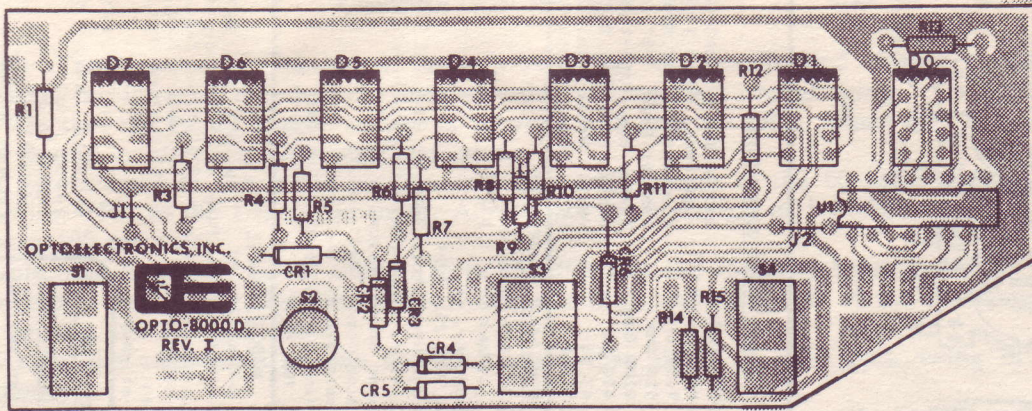 R13
D7 D6 D5 D4 D3 D2 D1 D0
R12
R1
R3 R4 R5 R6 R7 R8 R9 R10 R11
J1
U1
J2
OPTOELECTRONICS, INC.
CR1
S1
S2
CR2
CR3
S3
CR6
S4
OPTO-8000.D
REV. I
R14
R15
CR4
CR5